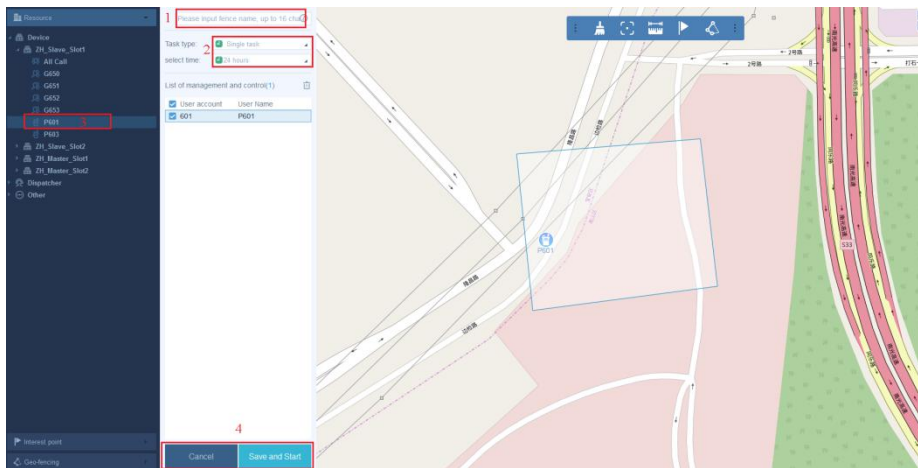 Resource
Device
ZH_Slave_Slot1
All Call
G650
G651
G652
G653
P601
3
P603
ZH_Slave_Slot2
ZH_Master_Slot1
ZH_Master_Slot2
Dispatcher
Other
Interest point
Geo-fencing
1
Please input fence name, up to 16 cha
Task type:
2
Single task
select time:
24 hours
List of management and control(1)
User account User Name
601 P601
4
Cancel
Save and Start
2号路
2号路
P601
S33